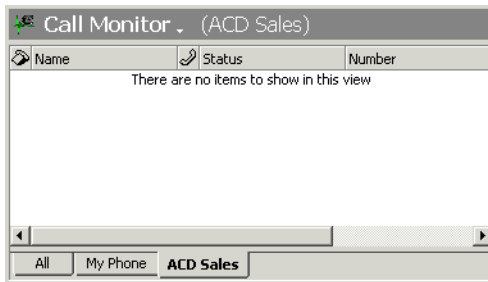 Call Monitor. (ACD Sales)
Name Status Number
There are no items to show in this view
All My Phone ACD Sales